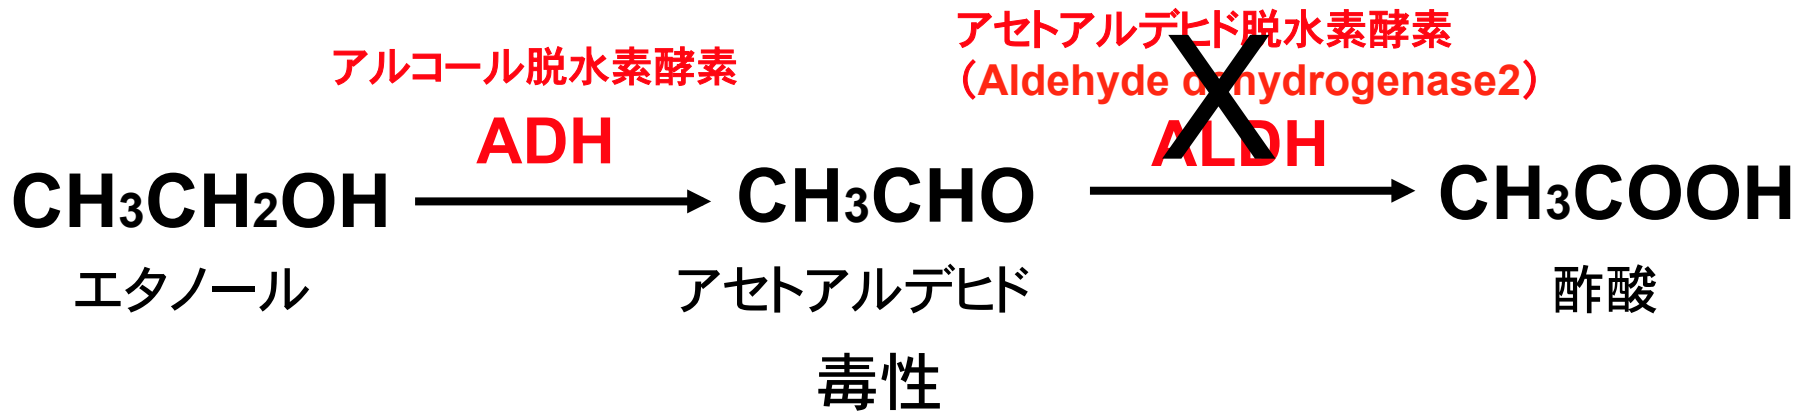 アルコール脱水素酵素
ADH
アセトアルデヒド脱水素酵素
（Aldehyde dehydrogenase2）
ALDH
X
CH3CH2OH
CH3CHO
CH3COOH
エタノール
アセトアルデヒド
酢酸
毒性